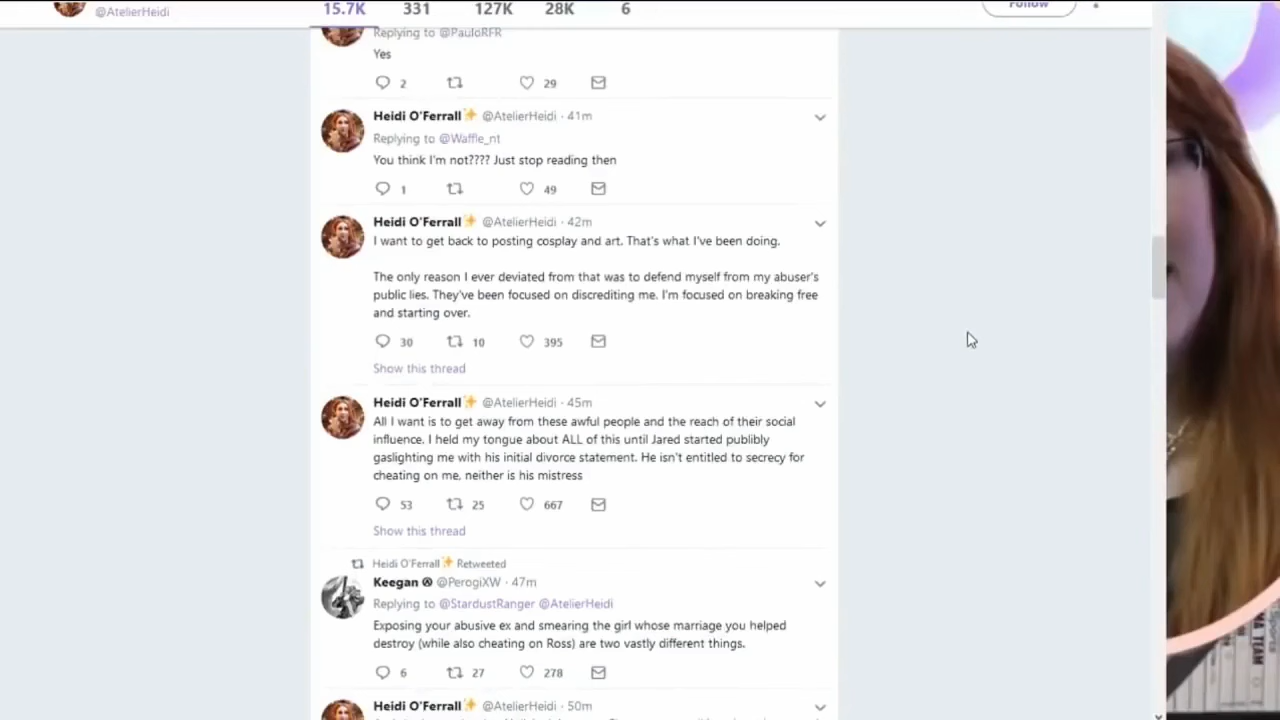 @AtelierHeidi
15.7K 331 127K 28K 6
Follow
Replying to @PauloRFR
Yes
2 29
Heidi O'Ferrall✨ @AtelierHeidi · 41m
Replying to @Waffle_nt
You think I'm not???? Just stop reading then
1 49
Heidi O'Ferrall✨ @AtelierHeidi · 42m
I want to get back to posting cosplay and art. That's what I've been doing.
The only reason I ever deviated from that was to defend myself from my abuser's
public lies. They've been focused on discrediting me. I'm focused on breaking free
and starting over.
30 10 395
Show this thread
Heidi O'Ferrall✨ @AtelierHeidi · 45m
All I want is to get away from these awful people and the reach of their social
influence. I held my tongue about ALL of this until Jared started publibly
gaslighting me with his initial divorce statement. He isn't entitled to secrecy for
cheating on me, neither is his mistress
53 25 667
Show this thread
Heidi O'Ferrall✨ Retweeted
Keegan Ⓐ @PerogiXW · 47m
Replying to @StardustRanger @AtelierHeidi
Exposing your abusive ex and smearing the girl whose marriage you helped
destroy (while also cheating on Ross) are two vastly different things.
6 27 278
Heidi O'Ferrall✨ @AtelierHeidi · 50m
TEAM